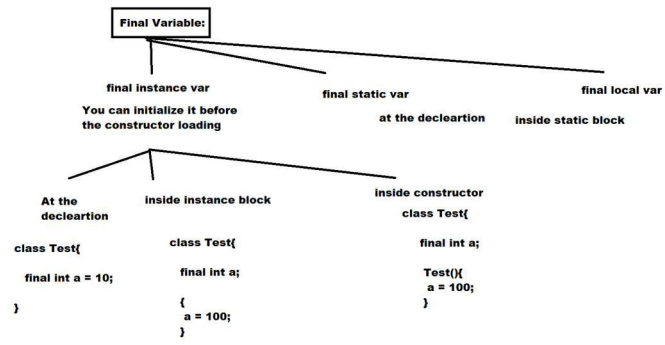 Final Variable:
final instance var
final static var
final local var
You can initialize it before
the constructor loading
at the decleartion
inside static block
At the
decleartion
inside instance block
inside constructor
class Test{
final int a = 10;
}
class Test{
final int a;
{
a = 100;
}
class Test{
final int a;
Test(){
a = 100;
}